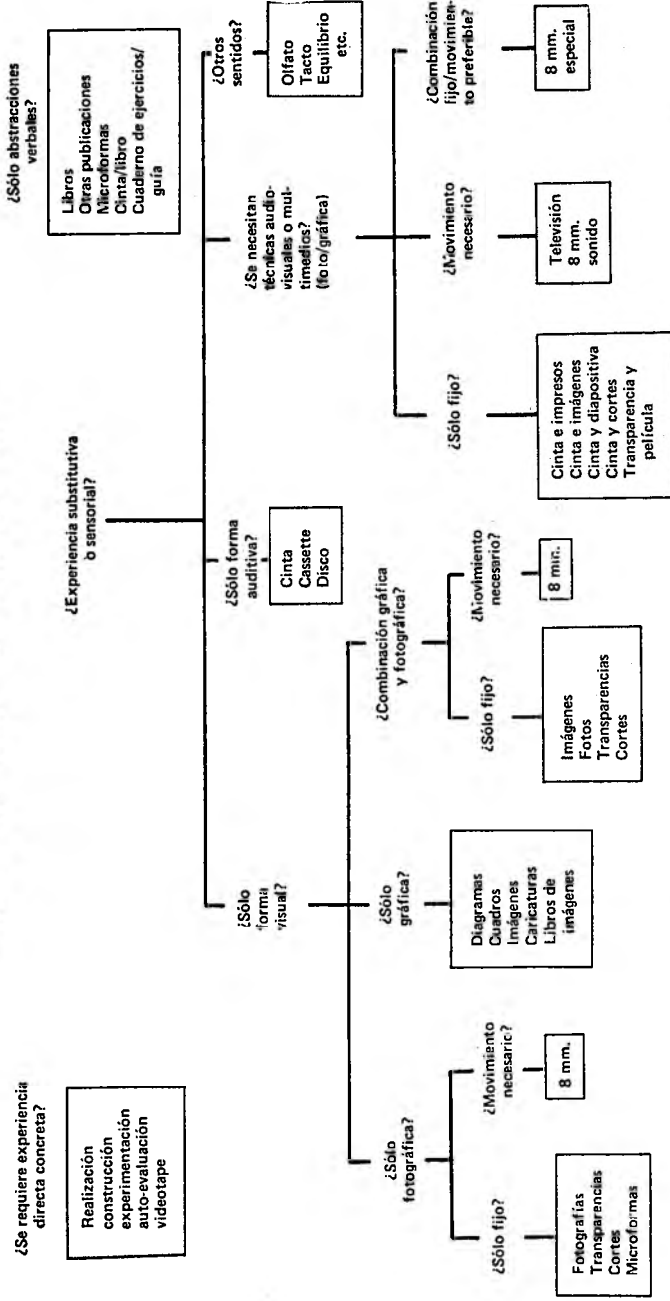 ¿Se requiere experiencia
directa concreta?
Realización
construcción
experimentación
auto-evaluación
videotape
¿Experiencia substitutiva
o sensorial?
¿Sólo abstracciones
verbales?
Libros
Otras publicaciones
Microformas
Cinta/libro
Cuaderno de ejercicios/
guía
¿Sólo
forma
visual?
¿Sólo forma
auditiva?
Cinta
Cassette
Disco
¿Se necesitan
técnicas audio-
visuales o mul-
timedios?
(foto/gráfica)
¿Otros
sentidos?
Olfato
Tacto
Equilibrio
etc.
¿Sólo
fotográfica?
¿Sólo
gráfica?
Diagramas
Cuadros
Imágenes
Caricaturas
Libros de
imágenes
¿Combinación gráfica
y fotográfica?
¿Sólo fijo?
Fotografías
Transparencias
Cortes
Microformas
¿Movimiento
necesario?
8 mm.
¿Sólo fijo?
Imágenes
Fotos
Transparencias
Cortes
¿Movimiento
necesario?
8 mm.
¿Sólo fijo?
Cinta e impresos
Cinta e imágenes
Cinta y diapositiva
Cinta y cortes
Transparencia y
película
¿Movimiento
necesario?
Televisión
8 mm.
sonido
¿Combinación
fijo/movimien-
to preferible?
8 mm.
especial